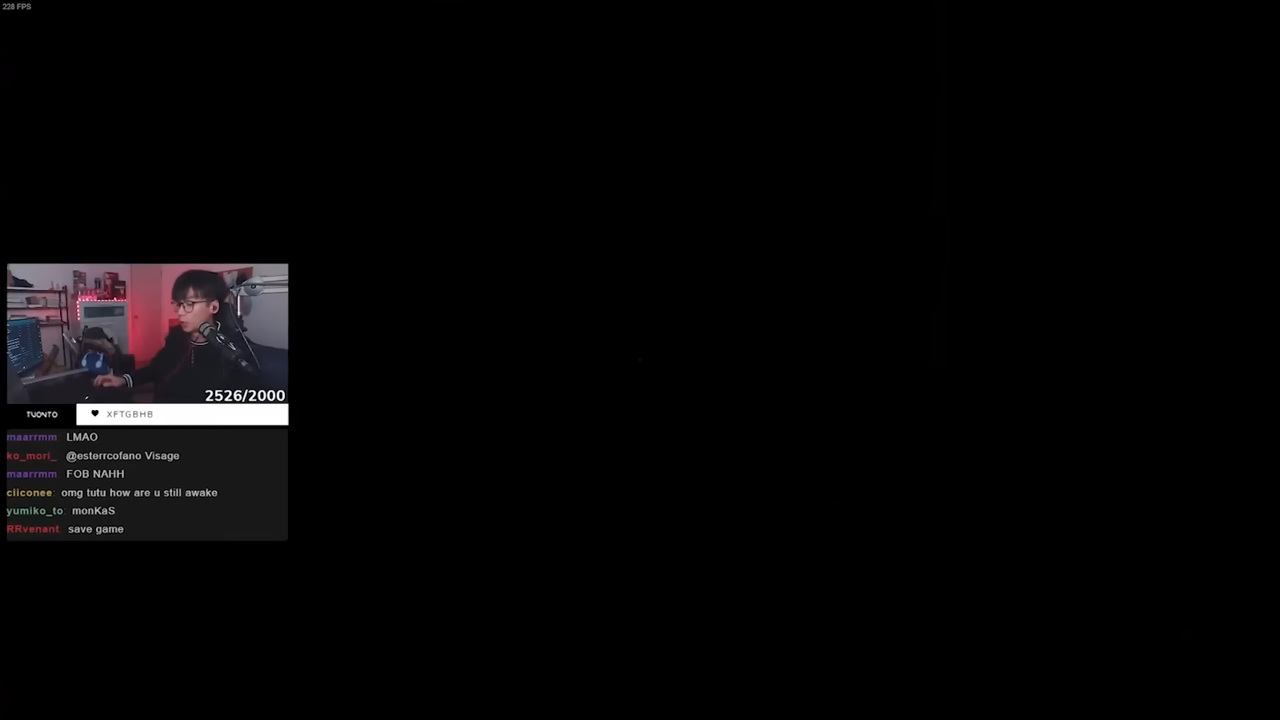 228 FPS
2526/2000
TUONTO
XFTGBHB
maarrmm LMAO
ko_mori_ @esterrcofano Visage
maarrmm FOB NAHH
ciiconee: omg tutu how are u still awake
yumiko_to: monKaS
RRvenant save game